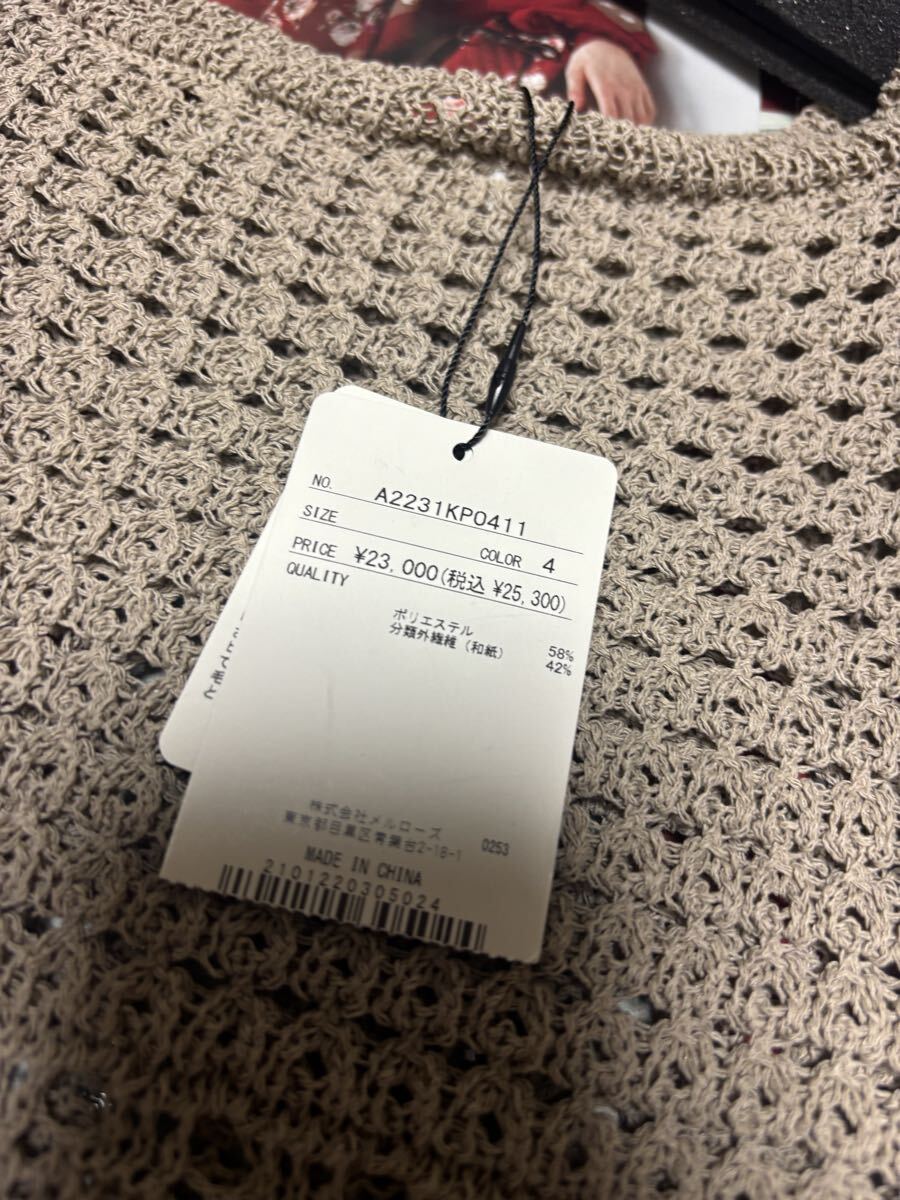 NO. A2231KP0411
SIZE COLOR 4
PRICE ¥23,000(税込 ¥25,300)
QUALITY
ポリエステル 58%
分類外繊維(和紙) 42%
株式会社メルローズ
東京都目黒区青葉台2-18-1 0253
MADE IN CHINA
2101220305024